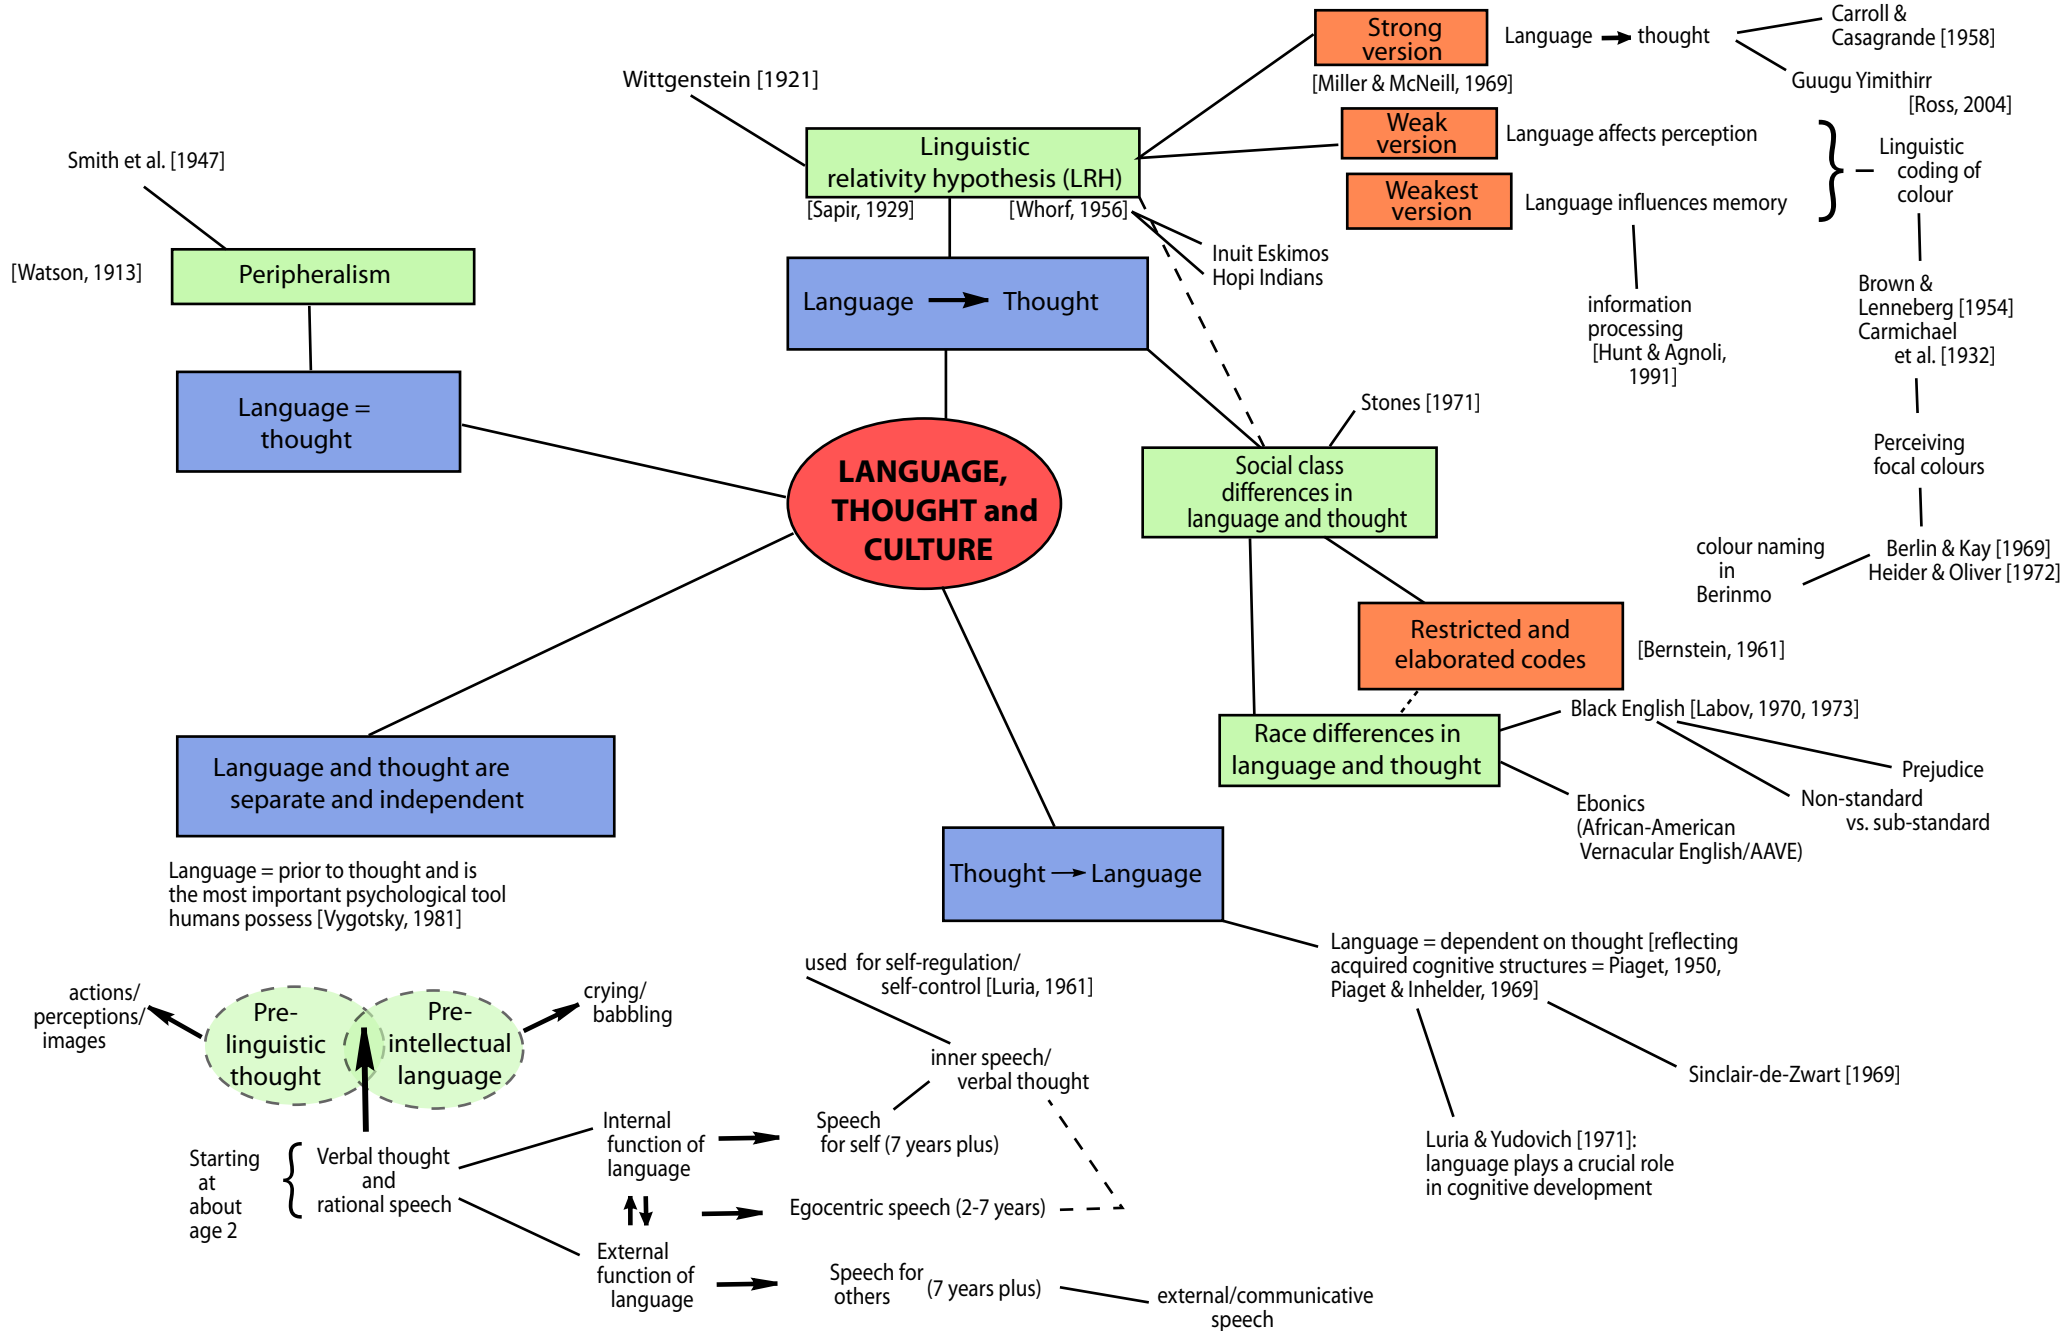 Wittgenstein [1921]
Smith et al. [1947]
[Watson, 1913]
Peripheralism
Language =
thought
Linguistic
relativity hypothesis (LRH)
[Sapir, 1929]
[Whorf, 1956]
Inuit Eskimos
Hopi Indians
Language
Thought
Strong
version
[Miller & McNeill, 1969]
Language
thought
Carroll &
Casagrande [1958]
Guugu Yimithirr
[Ross, 2004]
Weak
version
Language affects perception
Weakest
version
Language influences memory
}
Linguistic
coding of
colour
information
processing
[Hunt & Agnoli,
1991]
Brown &
Lenneberg [1954]
Carmichael
et al. [1932]
Perceiving
focal colours
Berlin & Kay [1969]
Heider & Oliver [1972]
colour naming
in
Berinmo
LANGUAGE,
THOUGHT and
CULTURE
Stones [1971]
Social class
differences in
language and thought
Restricted and
elaborated codes
[Bernstein, 1961]
Race differences in
language and thought
Black English [Labov, 1970, 1973]
Prejudice
Non-standard
vs. sub-standard
Ebonics
(African-American
Vernacular English/AAVE)
Language and thought are
separate and independent
Language = prior to thought and is
the most important psychological tool
humans possess [Vygotsky, 1981]
Thought
Language
Language = dependent on thought [reflecting
acquired cognitive structures = Piaget, 1950,
Piaget & Inhelder, 1969]
Sinclair-de-Zwart [1969]
Luria & Yudovich [1971]:
language plays a crucial role
in cognitive development
actions/
perceptions/
images
Pre-
linguistic
thought
Pre-
intellectual
language
crying/
babbling
Starting
at
about
age 2
{
Verbal thought
and
rational speech
Internal
function of
language
External
function of
language
used for self-regulation/
self-control [Luria, 1961]
inner speech/
verbal thought
Speech
for self (7 years plus)
Egocentric speech (2-7 years)
Speech for
others
(7 years plus)
external/communicative
speech